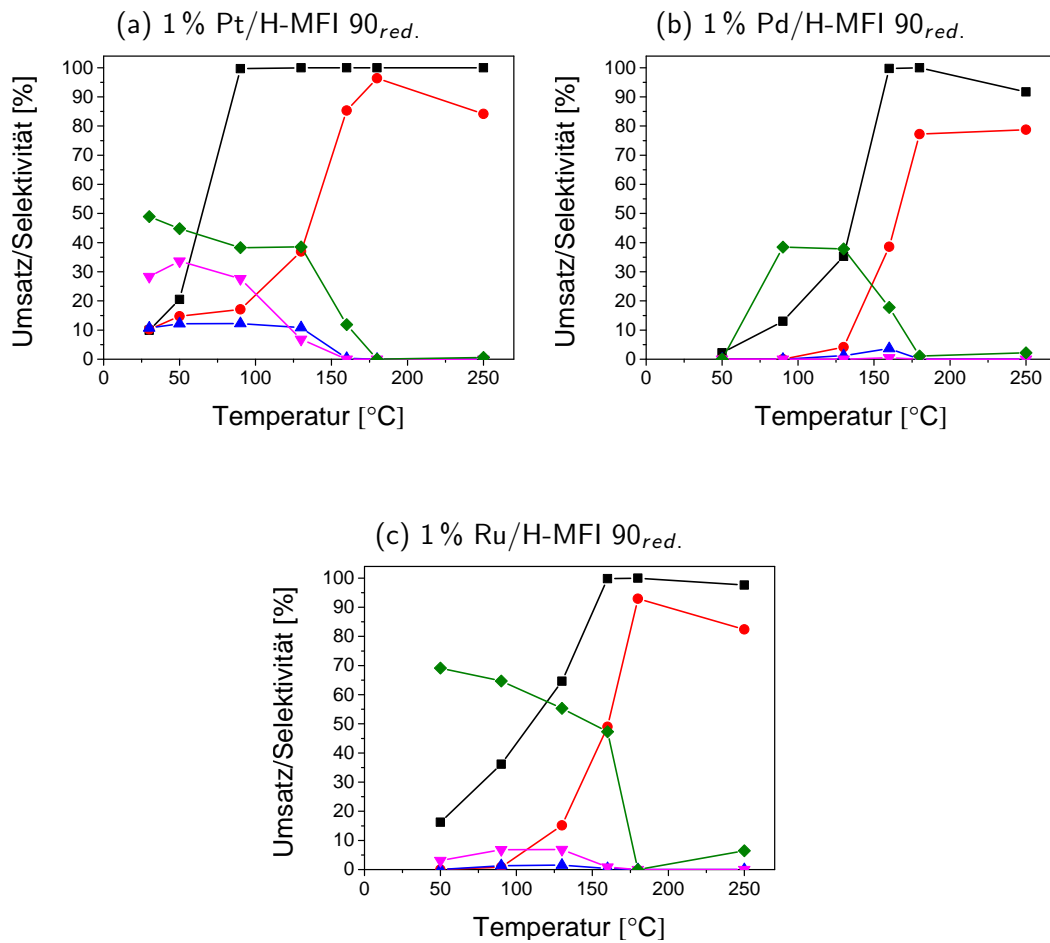 (a) 1 % Pt/H-MFI 90red.
100
90
80
70
60
50
40
30
20
10
0
Umsatz/Selektivität [%]
0 50 100 150 200 250
Temperatur [°C]
(b) 1 % Pd/H-MFI 90red.
100
90
80
70
60
50
40
30
20
10
0
Umsatz/Selektivität [%]
0 50 100 150 200 250
Temperatur [°C]
(c) 1 % Ru/H-MFI 90red.
100
90
80
70
60
50
40
30
20
10
0
Umsatz/Selektivität [%]
0 50 100 150 200 250
Temperatur [°C]